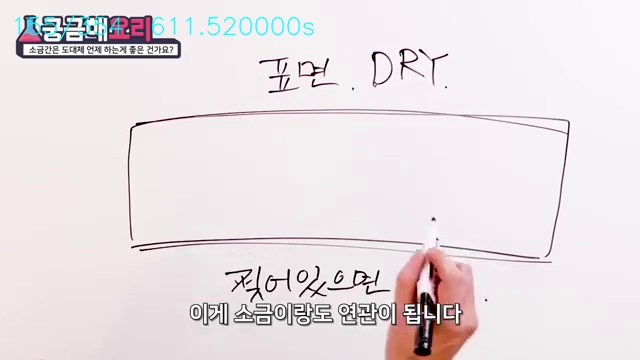 611.520000s
궁금해요리
소금간은 도대체 언제 하는게 좋은 건가요?
표면. DRY.
찢어있으면
이게 소금이랑도 연관이 됩니다